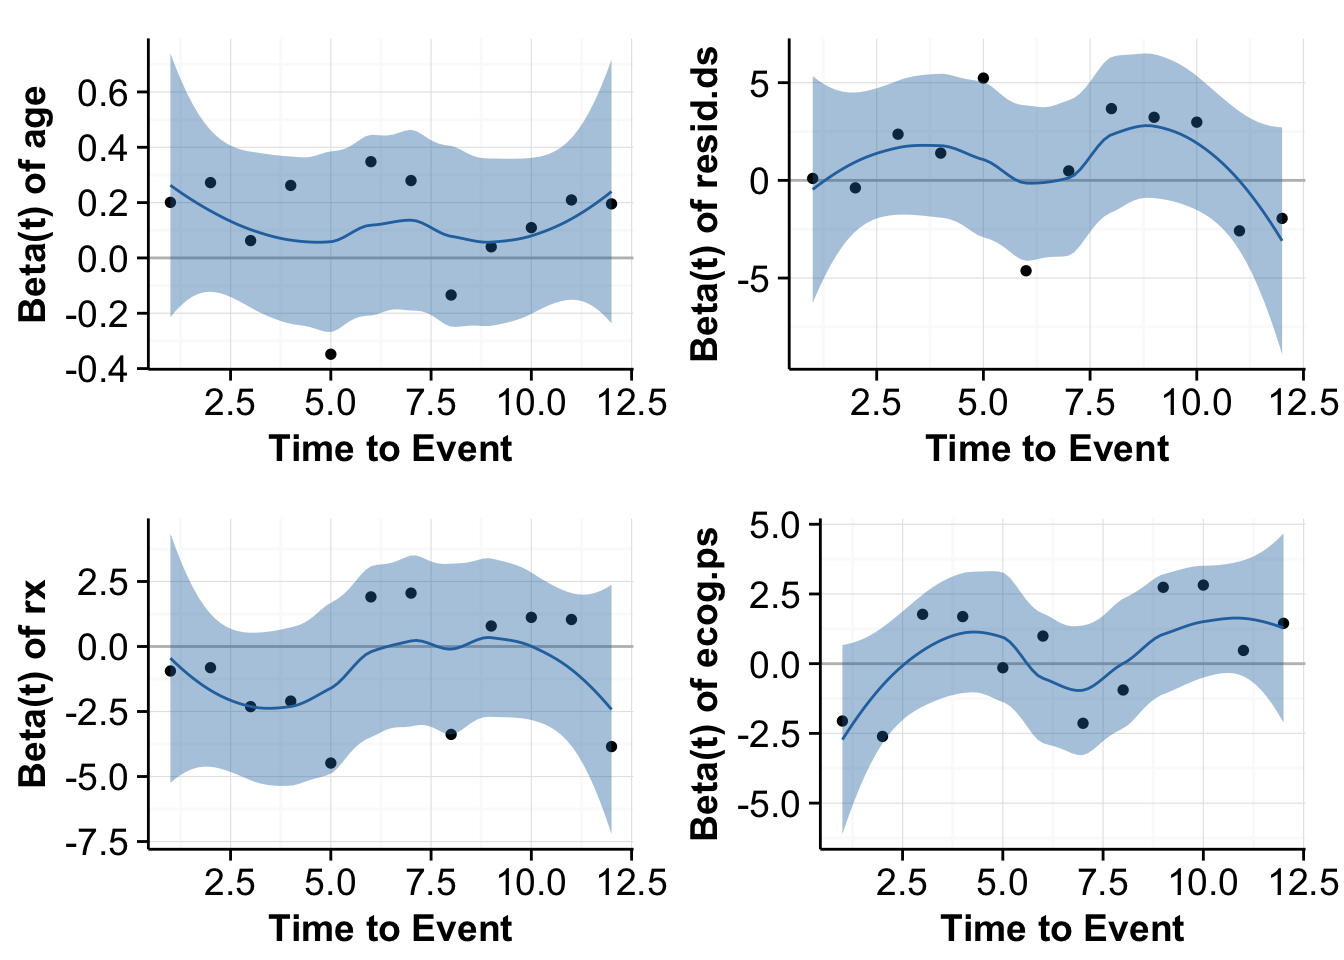 Beta(t) of age
0.6
0.4
0.2
0.0
-0.2
-0.4
2.5 5.0 7.5 10.0 12.5
Time to Event
Beta(t) of resid.ds
5
0
-5
2.5 5.0 7.5 10.0 12.5
Time to Event
Beta(t) of rx
2.5
0.0
-2.5
-5.0
-7.5
2.5 5.0 7.5 10.0 12.5
Time to Event
Beta(t) of ecog.ps
5.0
2.5
0.0
-2.5
-5.0
2.5 5.0 7.5 10.0 12.5
Time to Event